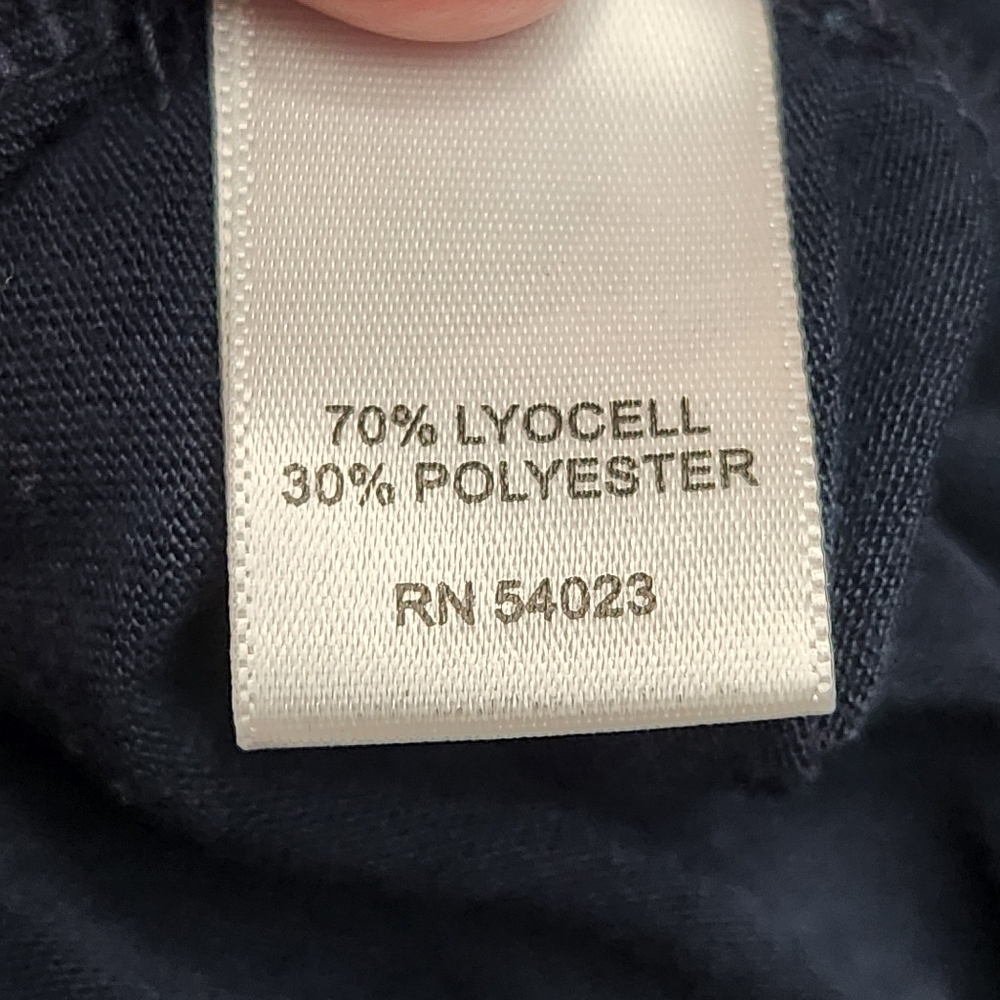 70% LYOCELL
30% POLYESTER
RN 54023